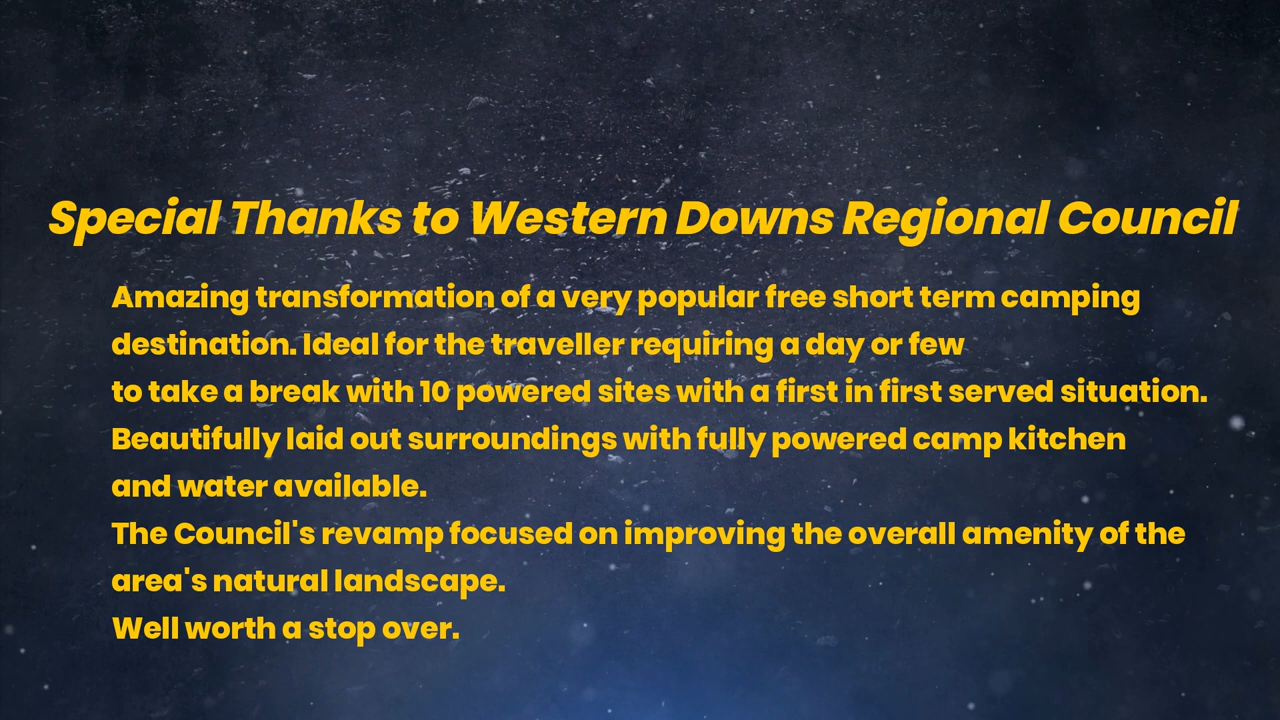 Special Thanks to Western Downs Regional Council
Amazing transformation of a very popular free short term camping
destination. Ideal for the traveller requiring a day or few
to take a break with 10 powered sites with a first in first served situation.
Beautifully laid out surroundings with fully powered camp kitchen
and water available.
The Council's revamp focused on improving the overall amenity of the
area's natural landscape.
Well worth a stop over.